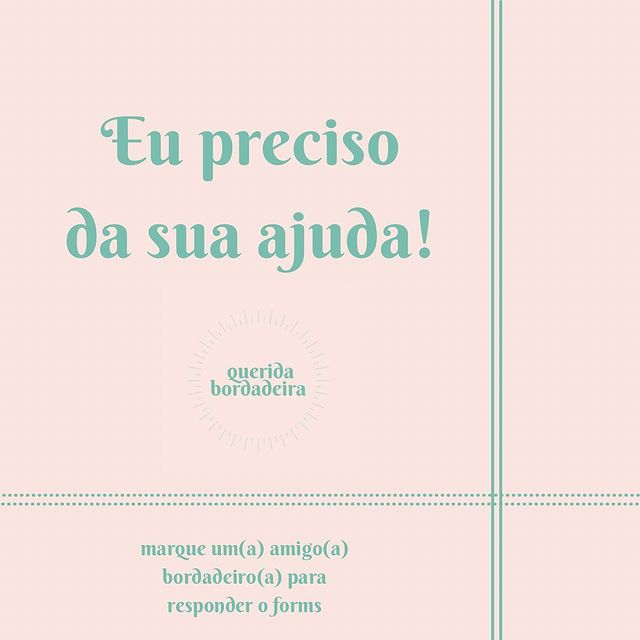 Eu preciso
da sua ajuda!
querida
bordadeira
marque um(a) amigo(a)
bordadeiro(a) para
responder o forms